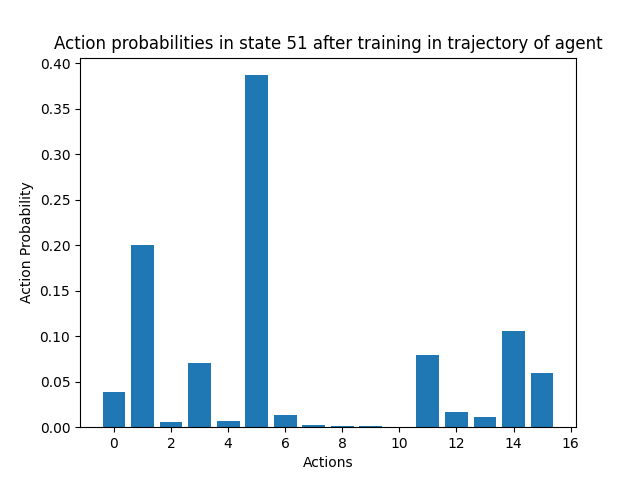 Action probabilities in state 51 after training in trajectory of agent
0.40
0.35
0.30
0.25
0.20
0.15
0.10
0.05
0.00
Action Probability
0 2 4 6 8 10 12 14 16
Actions